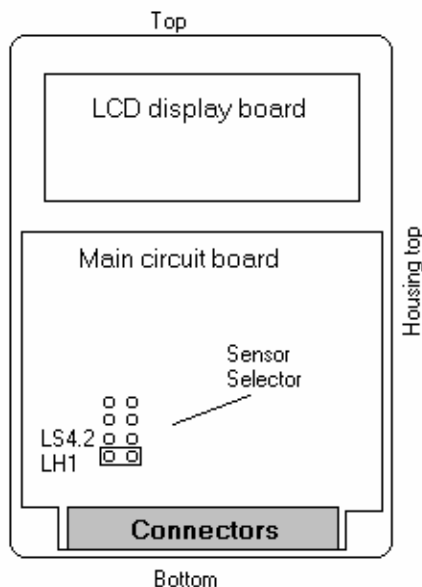 Top
LCD display board
Housing top
Main circuit board
Sensor
Selector
LS4.2
LH1
Connectors
Bottom